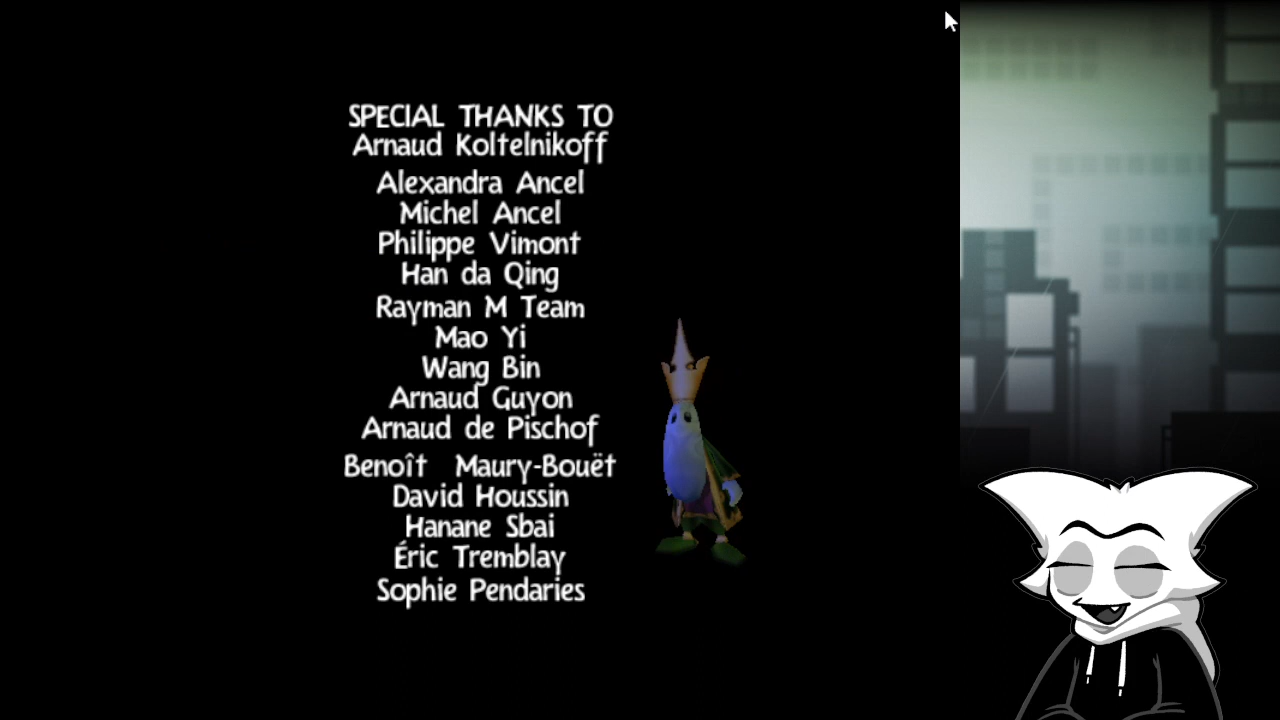 SPECIAL THANKS TO
Arnaud Koltelnikoff
Alexandra Ancel
Michel Ancel
Philippe Vimont
Han da Qing
Rayman M Team
Mao Yi
Wang Bin
Arnaud Guyon
Arnaud de Pischof
Benoît Maury-Bouët
David Houssin
Hanane Sbai
Éric Tremblay
Sophie Pendaries